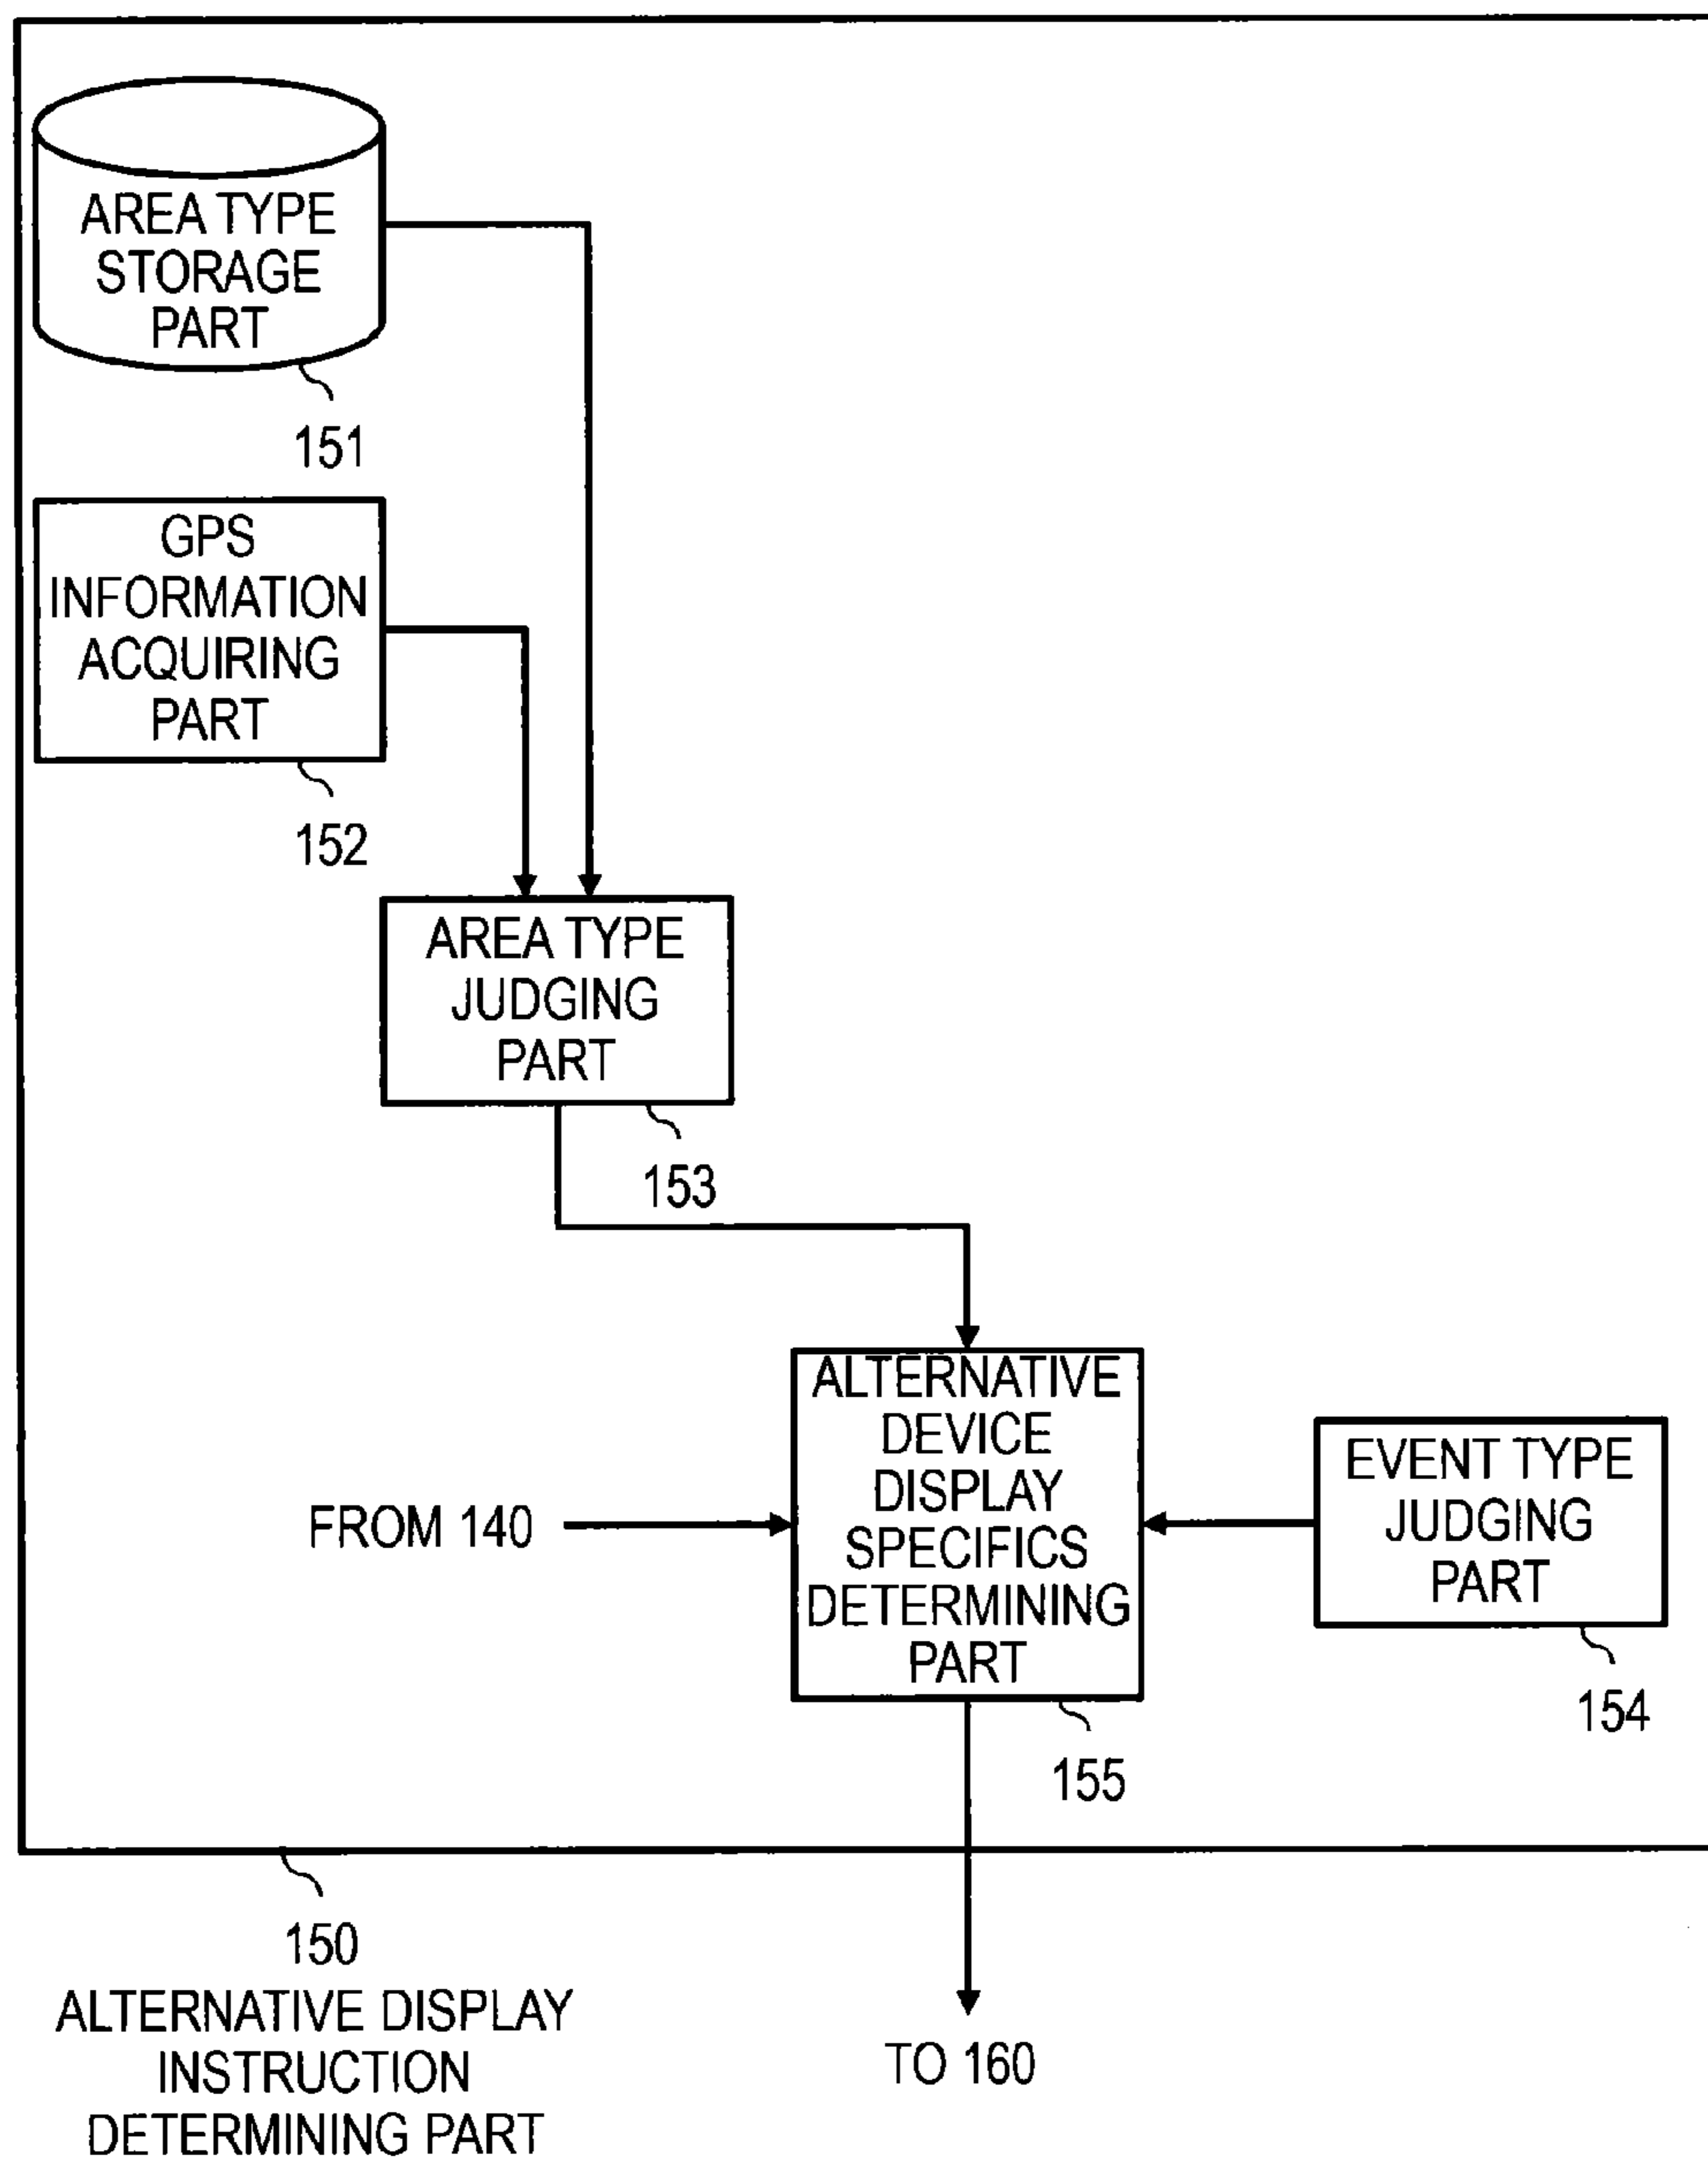 AREA TYPE
STORAGE
PART
151
GPS
INFORMATION
ACQUIRING
PART
152
AREA TYPE
JUDGING
PART
153
ALTERNATIVE
DEVICE
DISPLAY
SPECIFICS
DETERMINING
PART
155
FROM 140
EVENT TYPE
JUDGING
PART
154
150
ALTERNATIVE DISPLAY
INSTRUCTION
DETERMINING PART
TO 160